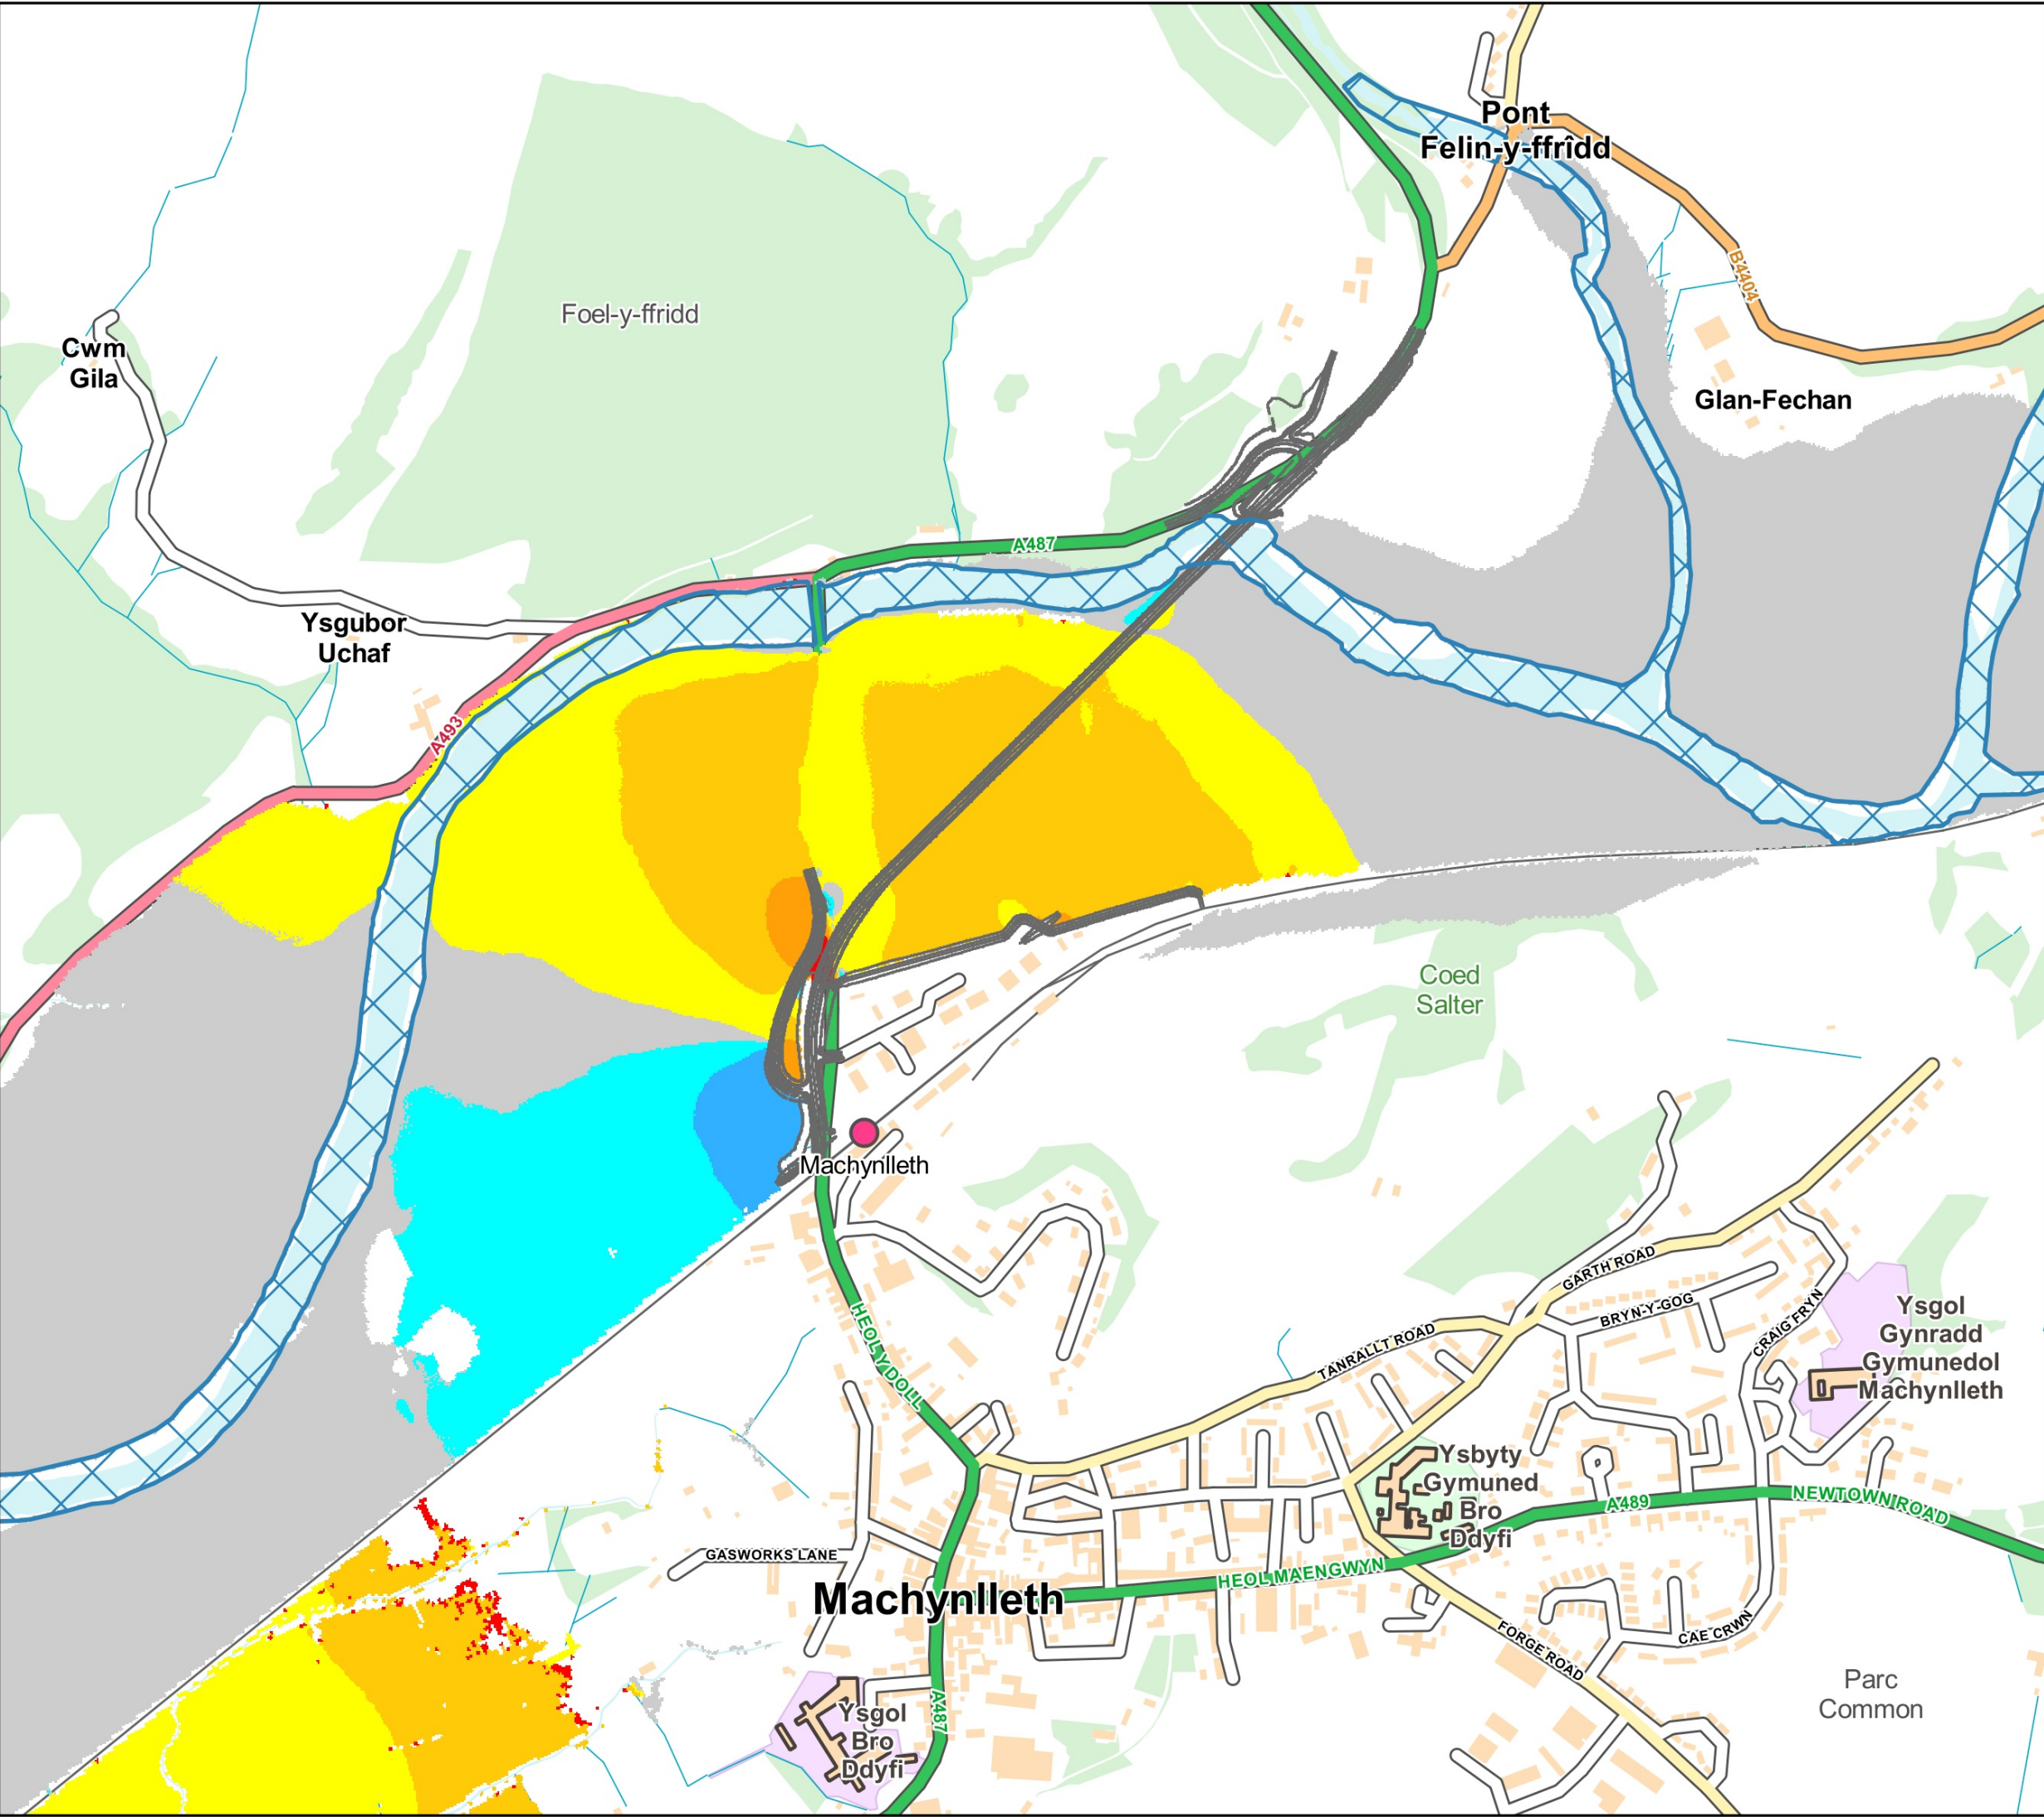 Pont
Felin-y-ffrîdd
B4404
Foel-y-ffridd
Cwm
Gila
Glan-Fechan
A487
Ysgubor
Uchaf
A493
Coed
Salter
Machynlleth
HEOL Y DOLL
GARTH ROAD
BRYN-Y-GOG
CRAIG FRYN
TANRALLT ROAD
Ysgol
Gynradd
Gymunedol
Machynlleth
Ysbyty
Gymuned
Bro
Ddyfi
A489
NEWTOWN ROAD
GASWORKS LANE
HEOL MAENGWYN
Machynlleth
FORGE ROAD
CAE CRWN
Parc
Common
A487
Ysgol
Bro
Ddyfi